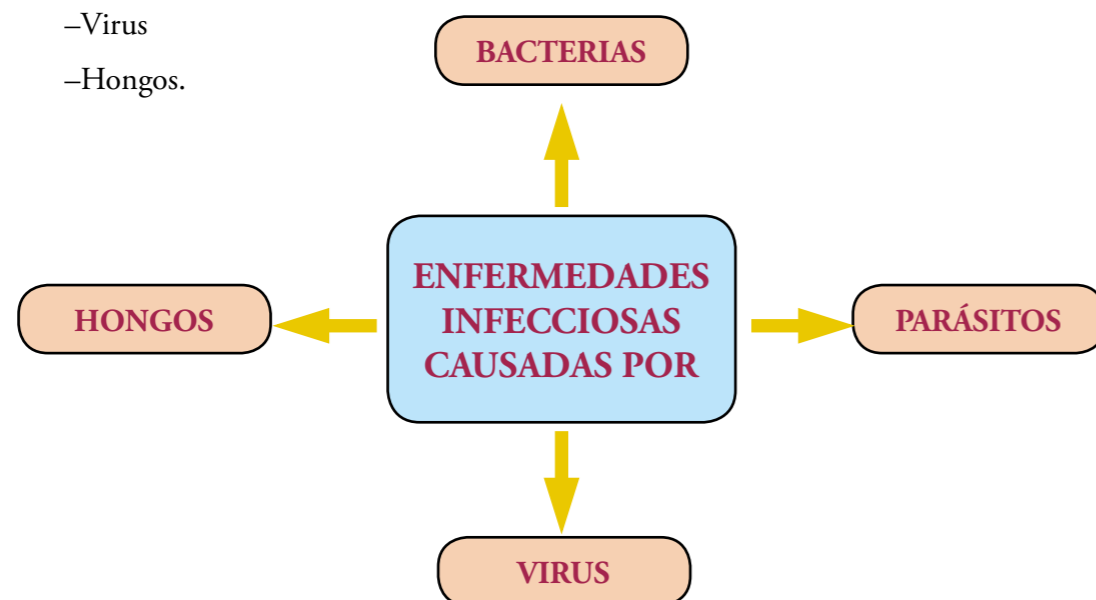 –Virus
–Hongos.
BACTERIAS
ENFERMEDADES
INFECCIOSAS
CAUSADAS POR
HONGOS
PARÁSITOS
VIRUS